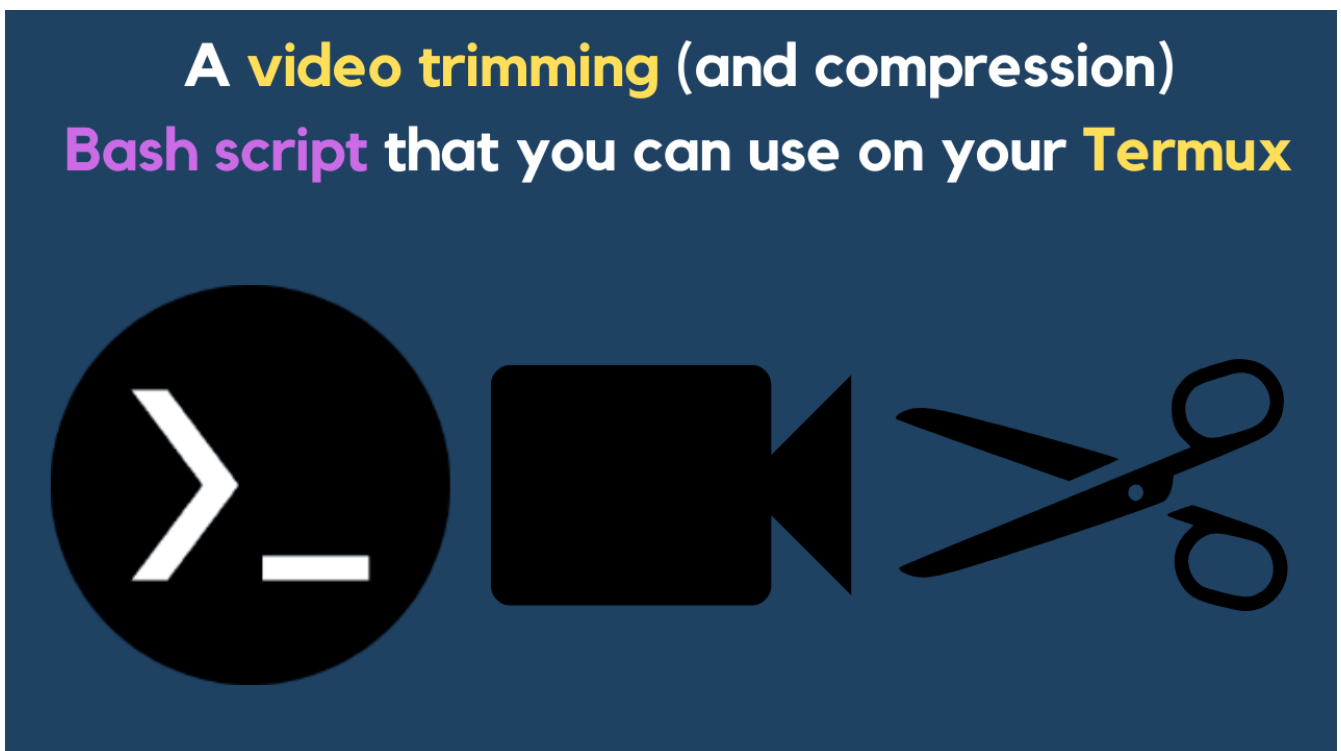 A video trimming (and compression)
Bash script that you can use on your Termux